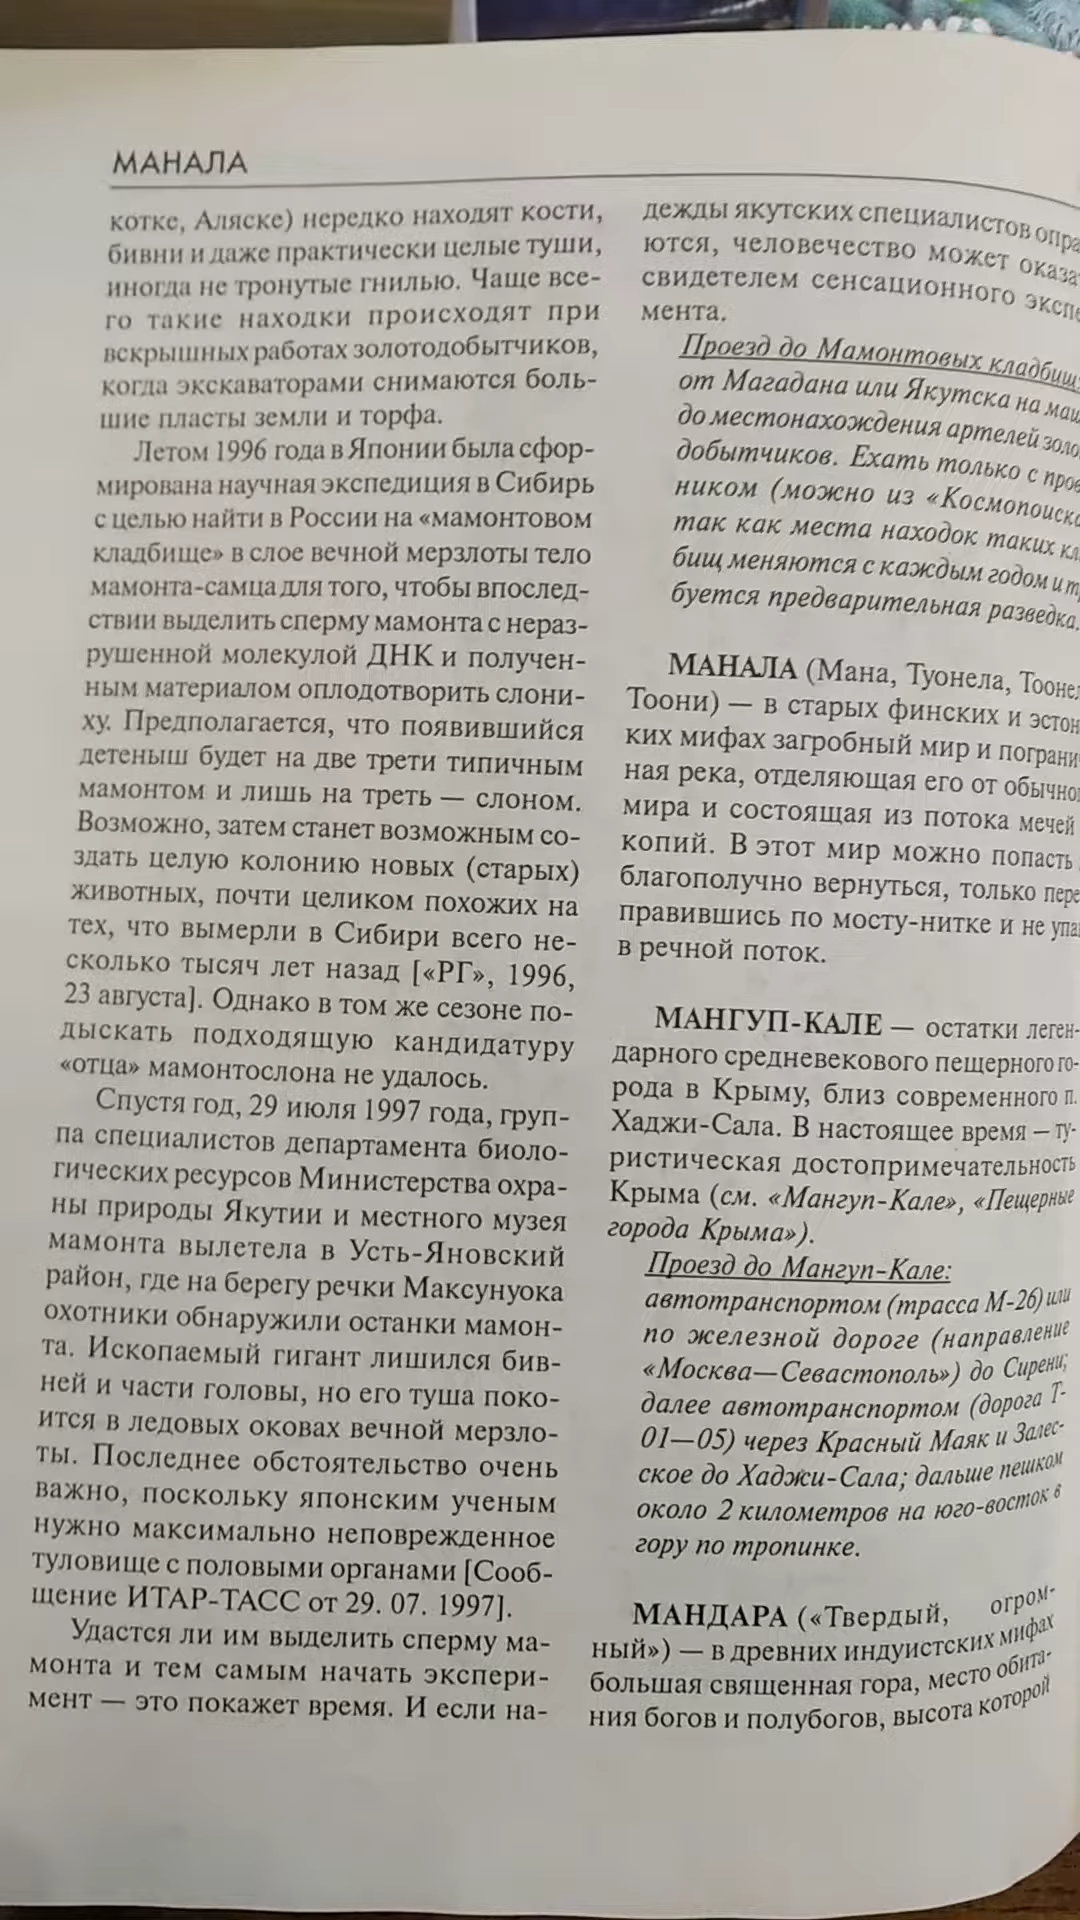 МАНАЛА
котке, Аляске) нередко находят кости,
бивни и даже практически целые туши,
иногда не тронутые гнилью. Чаще все-
го такие находки происходят при
вскрышных работах золотодобытчиков,
когда экскаваторами снимаются боль-
шие пласты земли и торфа.
Летом 1996 года в Японии была сфор-
мирована научная экспедиция в Сибирь
с целью найти в России на «мамонтовом
кладбище» в слое вечной мерзлоты тело
мамонта-самца для того, чтобы впослед-
ствии выделить сперму мамонта с нераз-
рушенной молекулой ДНК и получен-
ным материалом оплодотворить слони-
ху. Предполагается, что появившийся
детеныш будет на две трети типичным
мамонтом и лишь на треть — слоном.
Возможно, затем станет возможным со-
здать целую колонию новых (старых)
животных, почти целиком похожих на
тех, что вымерли в Сибири всего не-
сколько тысяч лет назад [«РГ», 1996,
23 августа]. Однако в том же сезоне по-
дыскать подходящую кандидатуру
«отца» мамонтослона не удалось.
Спустя год, 29 июля 1997 года, груп-
па специалистов департамента биоло-
гических ресурсов Министерства охра-
ны природы Якутии и местного музея
мамонта вылетела в Усть-Яновский
район, где на берегу речки Максунуока
охотники обнаружили останки мамон-
та. Ископаемый гигант лишился бив-
ней и части головы, но его туша поко-
ится в ледовых оковах вечной мерзло-
ты. Последнее обстоятельство очень
важно, поскольку японским ученым
нужно максимально неповрежденное
туловище с половыми органами [Сооб-
щение ИТАР-ТАСС от 29. 07. 1997].
Удастся ли им выделить сперму ма-
монта и тем самым начать экспери-
мент — это покажет время. И если на-
дежды якутских специалистов опра
ются, человечество может оказа
свидетелем сенсационного экспе
мента.
Проезд до Мамонтовых кладбищ:
от Магадана или Якутска на маш
до местонахождения артелей золо
добытчиков. Ехать только с пров
ником (можно из «Космопоиска
так как места находок таких кла
бищ меняются с каждым годом и тр
буется предварительная разведка.
МАНАЛА (Мана, Туонела, Тоонел
Тоони) — в старых финских и эстон
ких мифах загробный мир и погранич
ная река, отделяющая его от обычно
мира и состоящая из потока мечей
копий. В этот мир можно попасть
благополучно вернуться, только пере
правившись по мосту-нитке и не упа
в речной поток.
МАНГУП-КАЛЕ — остатки леген-
дарного средневекового пещерного го-
рода в Крыму, близ современного п.
Хаджи-Сала. В настоящее время — ту-
ристическая достопримечательность
Крыма (см. «Мангуп-Кале», «Пещерные
города Крыма»).
Проезд до Мангуп-Кале:
автотранспортом (трасса М-26) или
по железной дороге (направление
«Москва—Севастополь») до Сирени;
далее автотранспортом (дорога Т-
01—05) через Красный Маяк и Залес-
ское до Хаджи-Сала; дальше пешком
около 2 километров на юго-восток в
гору по тропинке.
МАНДАРА («Твердый, огром-
ный») — в древних индуистских мифах
большая священная гора, место обита-
ния богов и полубогов, высота которой